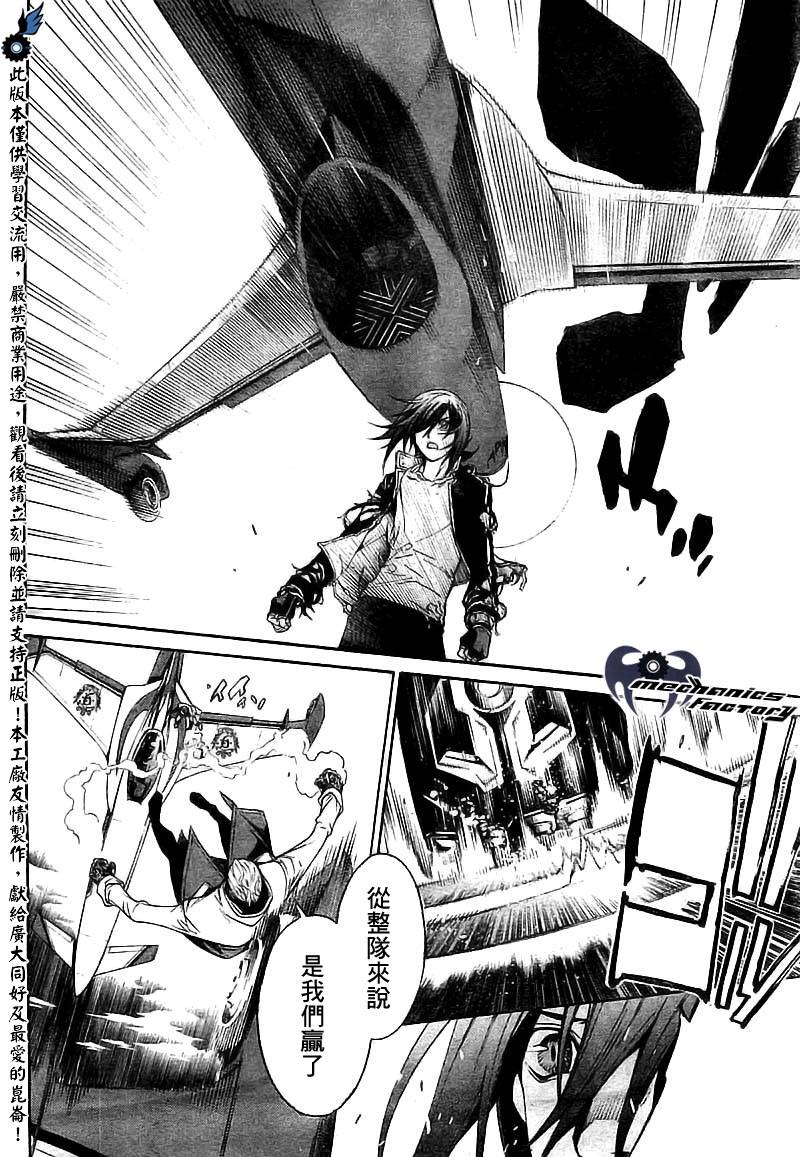 從整隊來說
是我們贏了
mechanics
factory
此版本僅供學習交流用，嚴禁商業用途，觀看後請立刻刪除並請支持正版！本工廠友情製作，獻給廣大同好及最愛的崑崙！